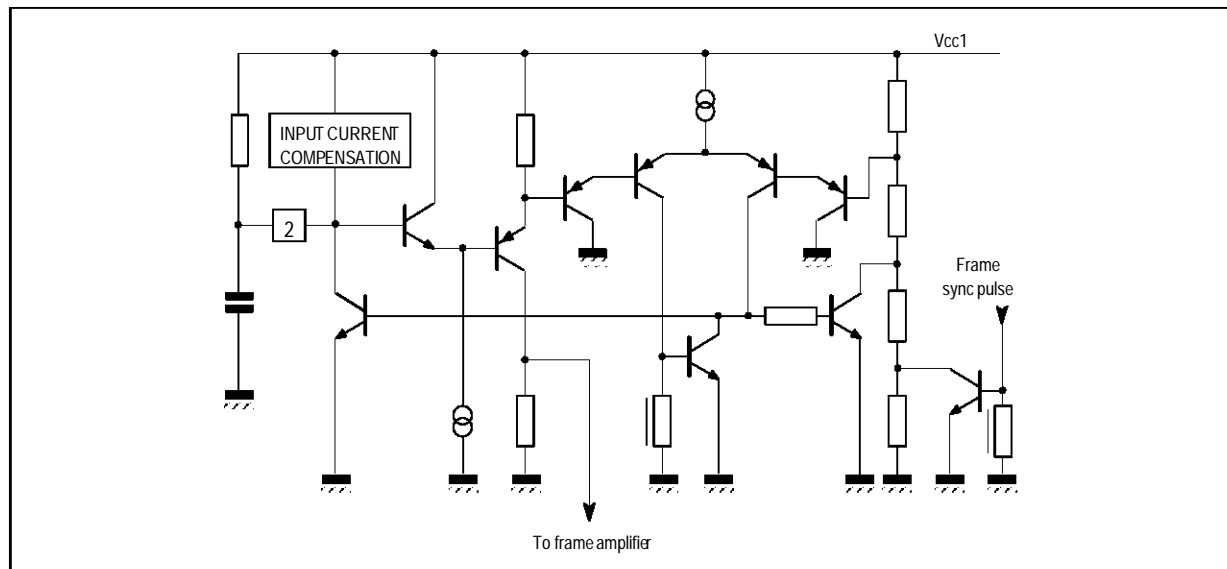 Vcc1
INPUT CURRENT
COMPENSATION
2
Frame
sync pulse
To frame amplifier